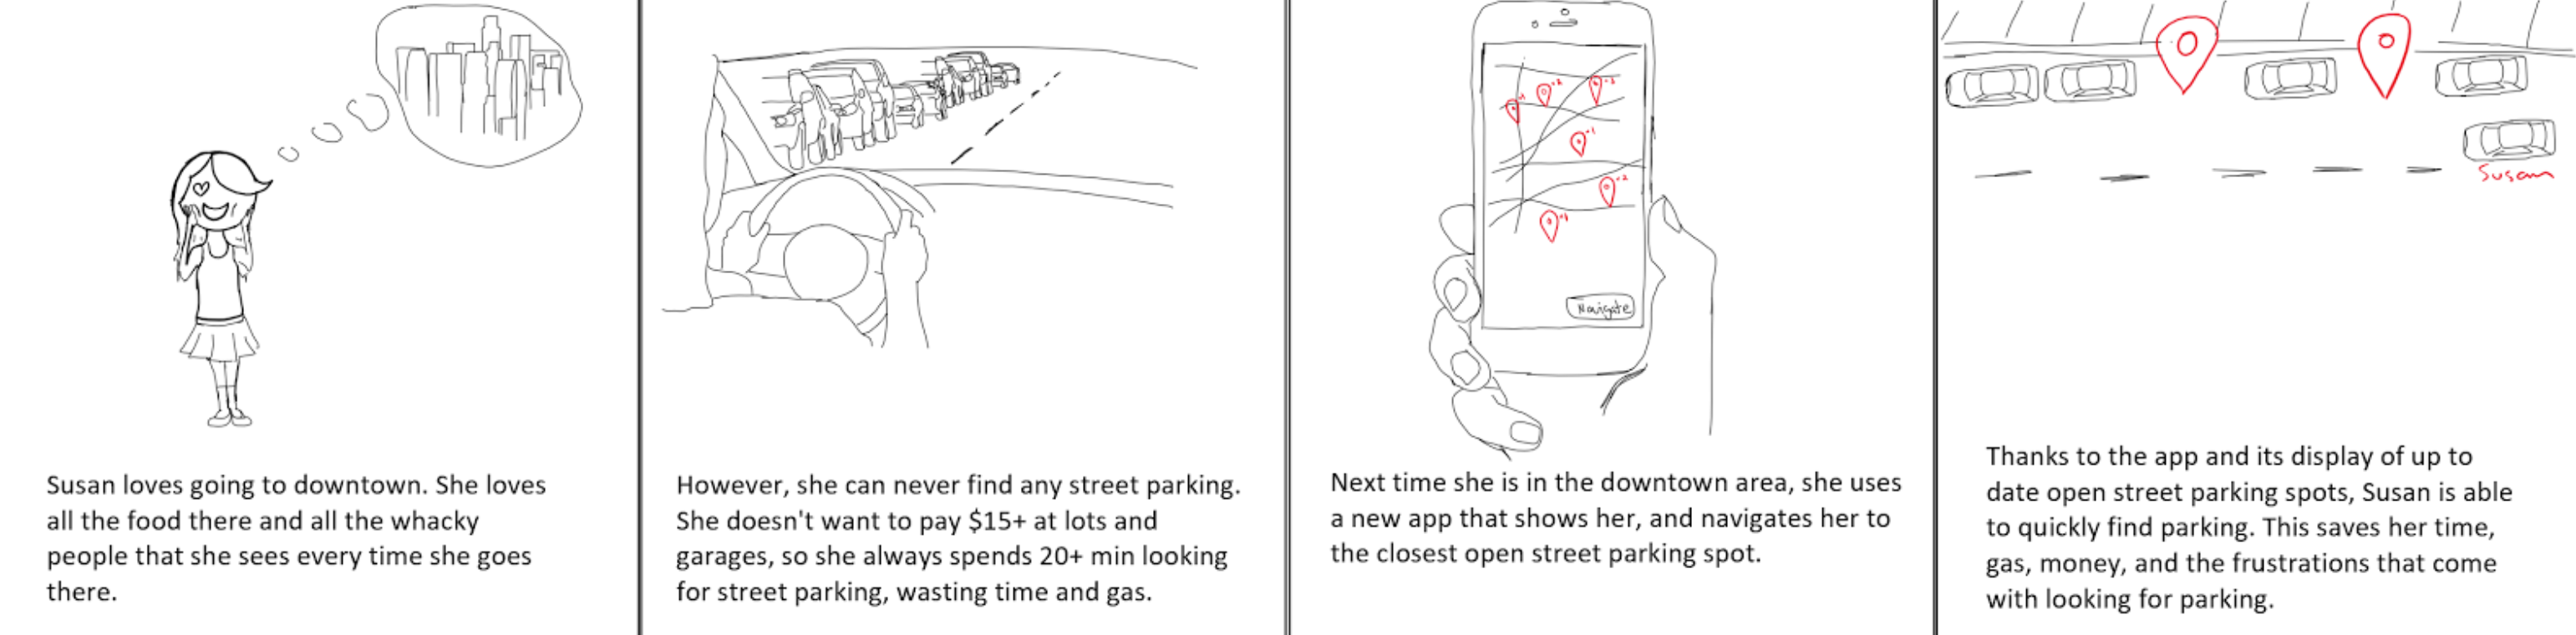 Susan loves going to downtown. She loves
all the food there and all the whacky
people that she sees every time she goes
there.
However, she can never find any street parking.
She doesn't want to pay $15+ at lots and
garages, so she always spends 20+ min looking
for street parking, wasting time and gas.
Navigate
Next time she is in the downtown area, she uses
a new app that shows her, and navigates her to
the closest open street parking spot.
Susan
Thanks to the app and its display of up to
date open street parking spots, Susan is able
to quickly find parking. This saves her time,
gas, money, and the frustrations that come
with looking for parking.